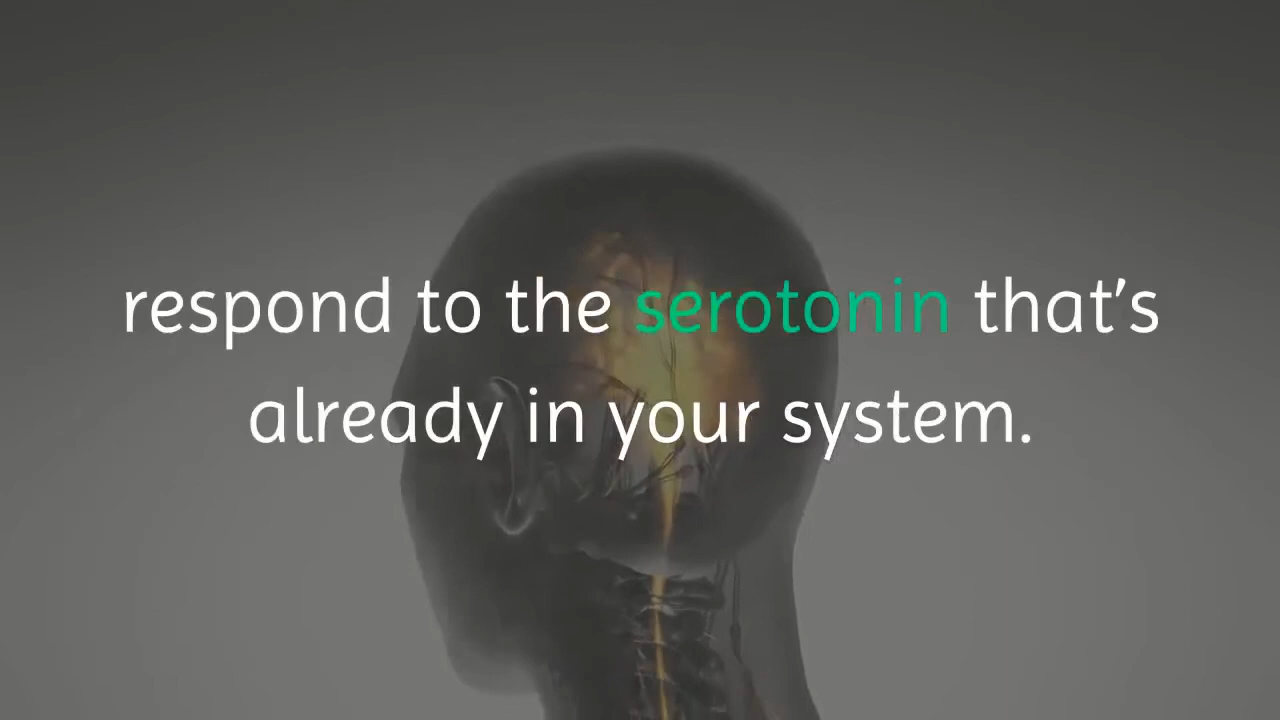 respond to the serotonin that’s
already in your system.